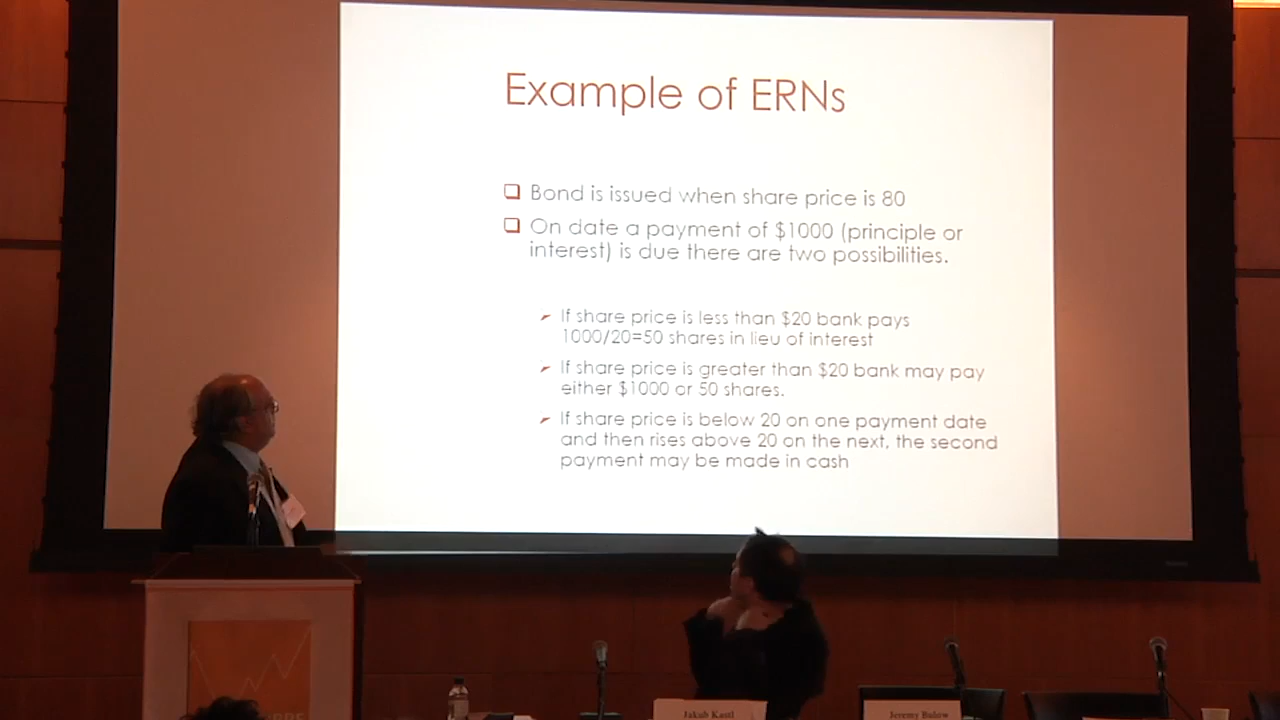 Example of ERNs
Bond is issued when share price is 80
On date a payment of $1000 (principle or
interest) is due there are two possibilities.
If share price is less than $20 bank pays
1000/20=50 shares in lieu of interest
If share price is greater than $20 bank may pay
either $1000 or 50 shares.
If share price is below 20 on one payment date
and then rises above 20 on the next, the second
payment may be made in cash
Jakub Kastl
Jeremy Bulow